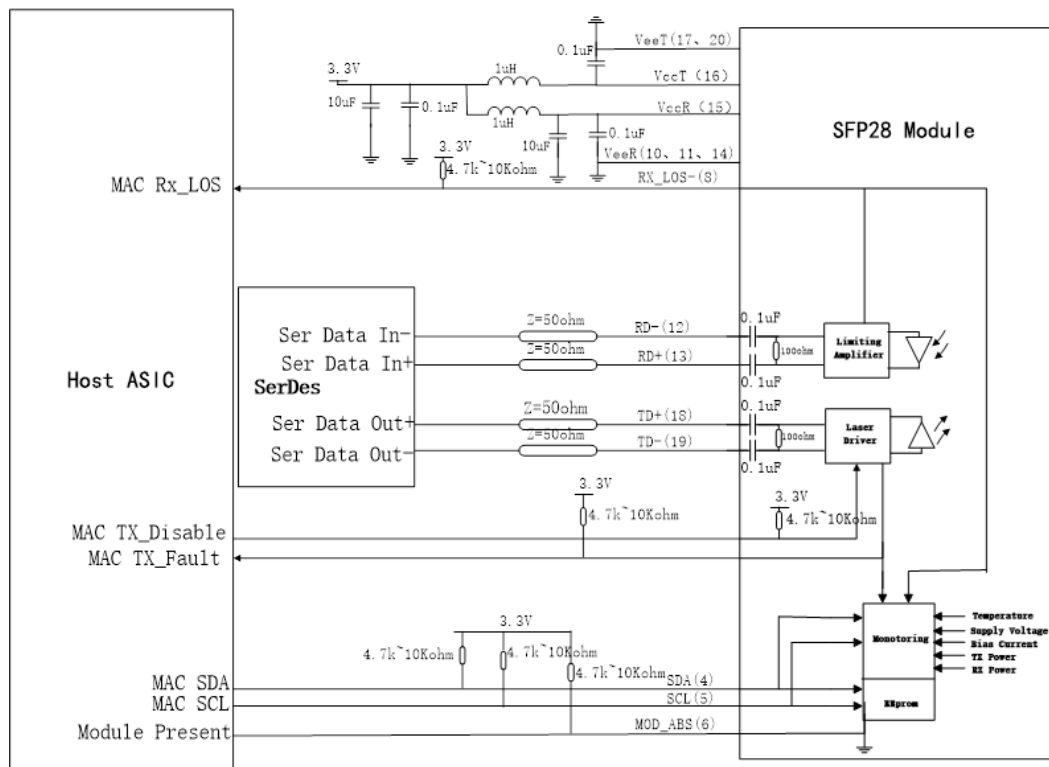 VeeT(17、20)
0.1uF
3.3V
1uH
VccT (16)
10uF
0.1uF
VccR (15)
1uH
10uF
0.1uF
SFP28 Module
3.3V
VeeR(10、11、14)
4.7k~10Kohm
MAC Rx_LOS
RX_LOS-(8)
Z=50ohm
RD-(12)
0.1uF
Ser Data In-
Z=50ohm
RD+(13)
100ohm
Limiting
Amplifier
Ser Data In+
0.1uF
Host ASIC
SerDes
Z=50ohm
TD+(18)
0.1uF
Ser Data Out+
Z=50ohm
TD-(19)
100ohm
Laser
Driver
Ser Data Out-
0.1uF
3.3V
3.3V
4.7k~10Kohm
4.7k~10Kohm
MAC TX_Disable
MAC TX_Fault
Temperature
3.3V
Supply Voltage
Monotoring
Bias Current
4.7k~10Kohm
4.7k~10Kohm
TX Power
4.7k~10Kohm
RX Power
MAC SDA
SDA(4)
MAC SCL
SCL(5)
EEprom
Module Present
MOD_ABS(6)